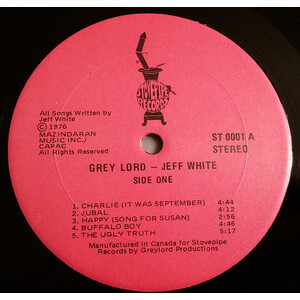 STOVEPIPE
RECORDS
All Songs Written by
Jeff White
© 1976
MAZINDARAN
MUSIC INC./
CAPAC
All Rights Reserved.
ST 0001 A
STEREO
GREY LORD – JEFF WHITE
SIDE ONE
1. CHARLIE (IT WAS SEPTEMBER) 4:44
2. JUBAL 4:12
3. HAPPY (SONG FOR SUSAN) 2:56
4. BUFFALO BOY 4:46
5. THE UGLY TRUTH 5:17
Manufactured in Canada for Stovepipe
Records by Greylord Productions